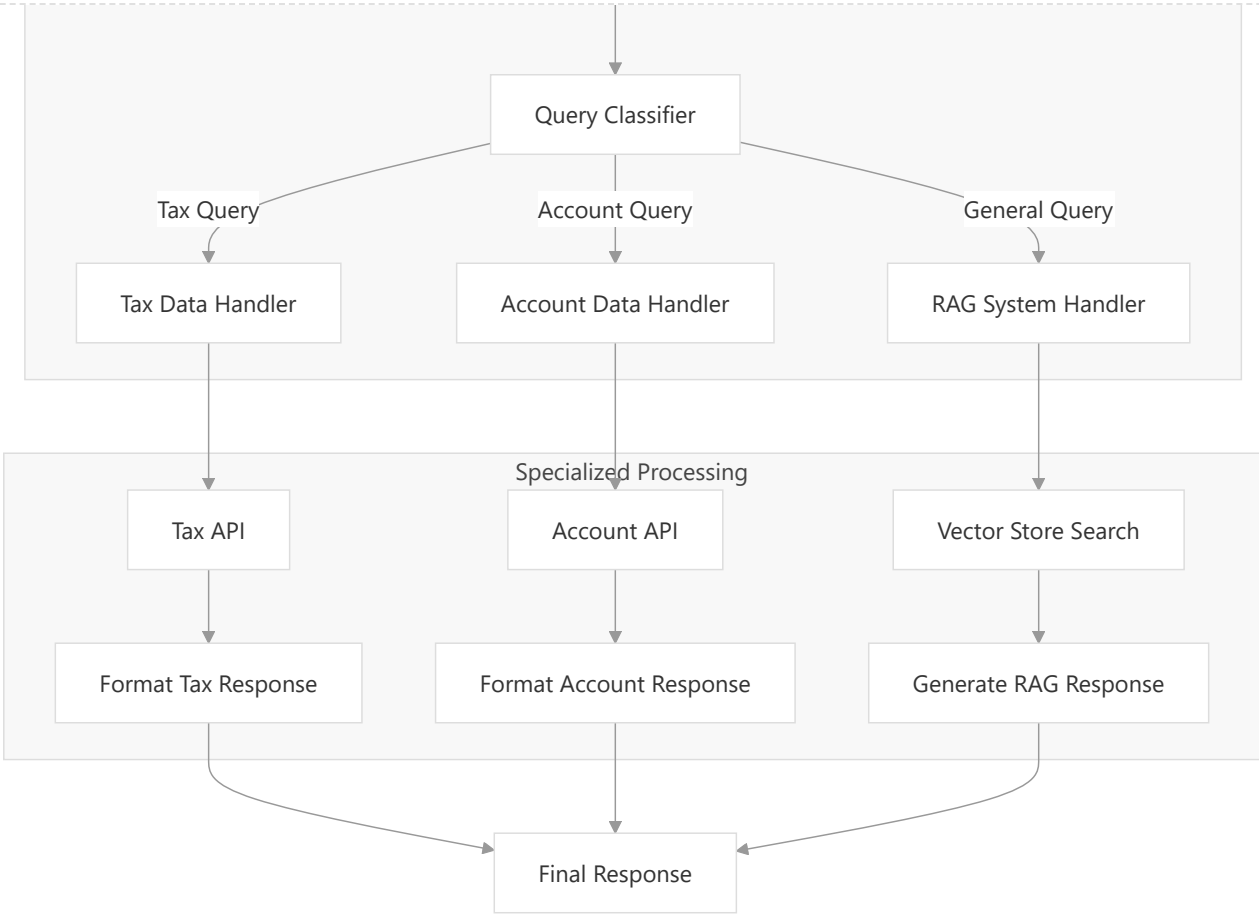 Query Classifier
Tax Query
Account Query
General Query
Tax Data Handler
Account Data Handler
RAG System Handler
Specialized Processing
Tax API
Account API
Vector Store Search
Format Tax Response
Format Account Response
Generate RAG Response
Final Response